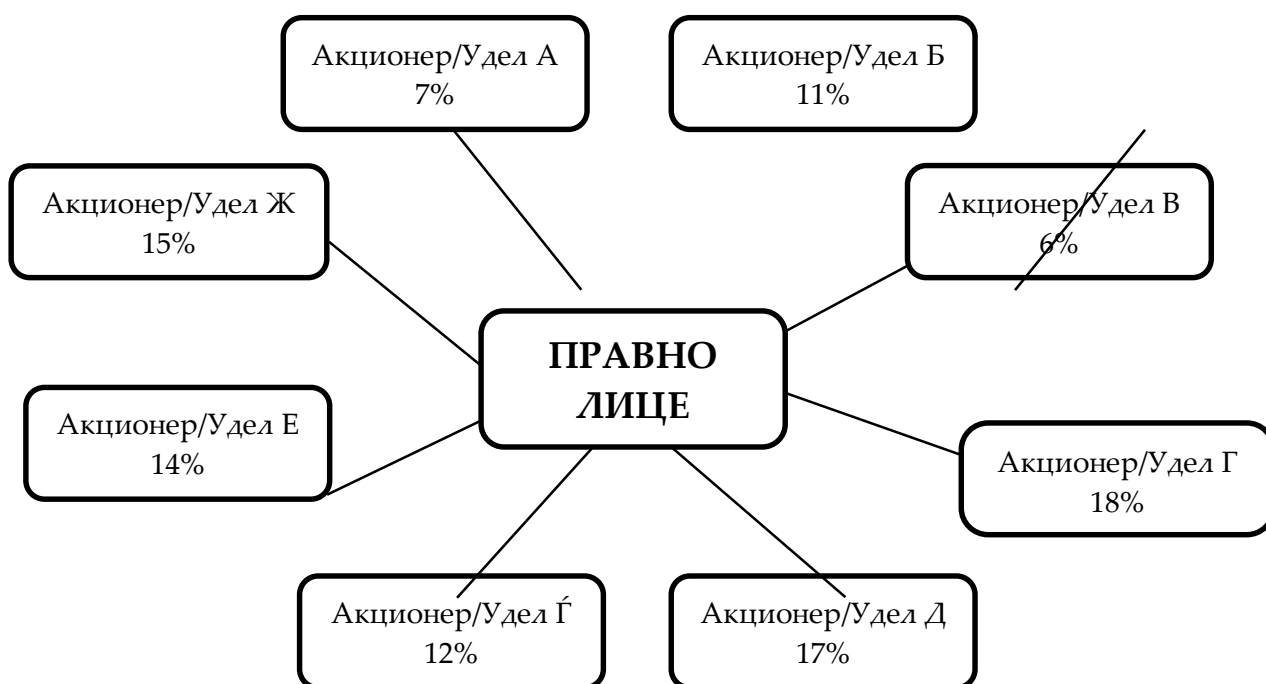 Акционер/Удел А
7%
Акционер/Удел Б
11%
Акционер/Удел Ж
15%
Акционер/Удел В
6%
ПРАВНО
ЛИЦЕ
Акционер/Удел Е
14%
Акционер/Удел Г
18%
Акционер/Удел Ѓ
12%
Акционер/Удел Д
17%